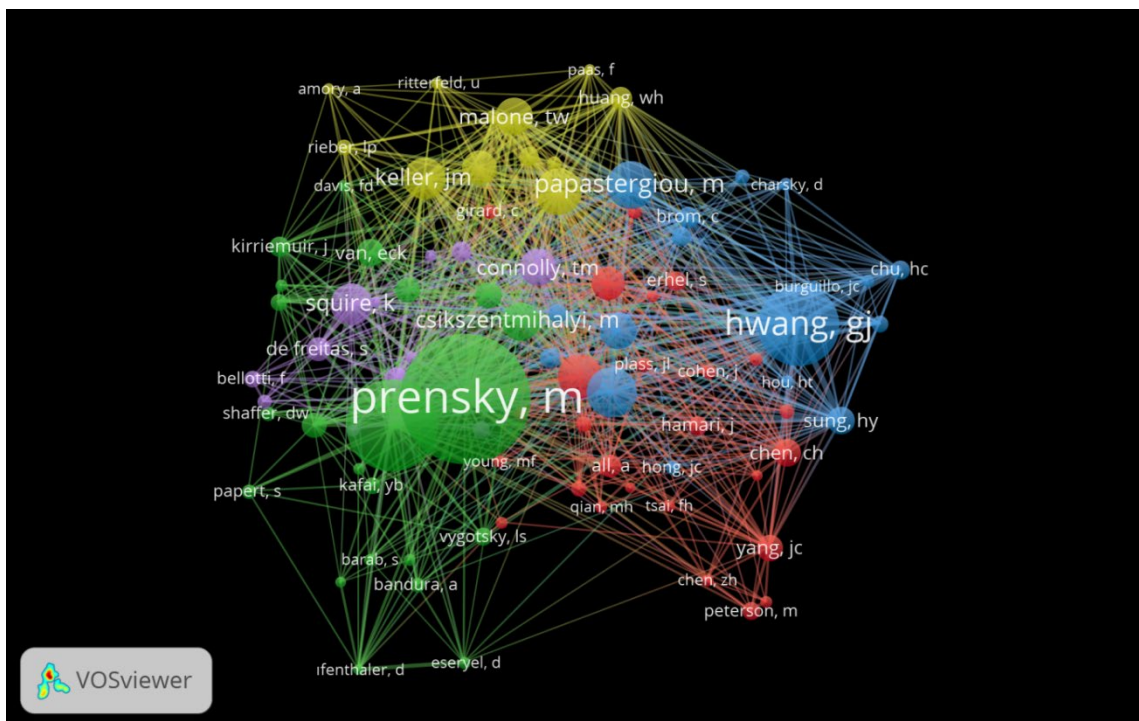 paas, f
ritterfeld, u
amory, a
huang, wh
malone, tw
rieber, lp
keller, jm
papastergiou, m
davis, fd
charsky, d
girard, c
brom, c
kirriemuir, j
van, eck
connolly, tm
chu, hc
erhel, s
burguillo, jc
squire, k
csikszentmihalyi, m
hwang, gj
de freitas, s
plass, jl
cohen, j
bellotti, f
hou, ht
prensky, m
shaffer, dw
sung, hy
hamari, j
chen, ch
young, mf
all, a
hong, jc
papert, s
kafai, yb
qian, mh
tsai, fh
vygotsky, ls
yang, jc
barab, s
bandura, a
chen, zh
peterson, m
eseryel, d
ifenthaler, d
VOSviewer